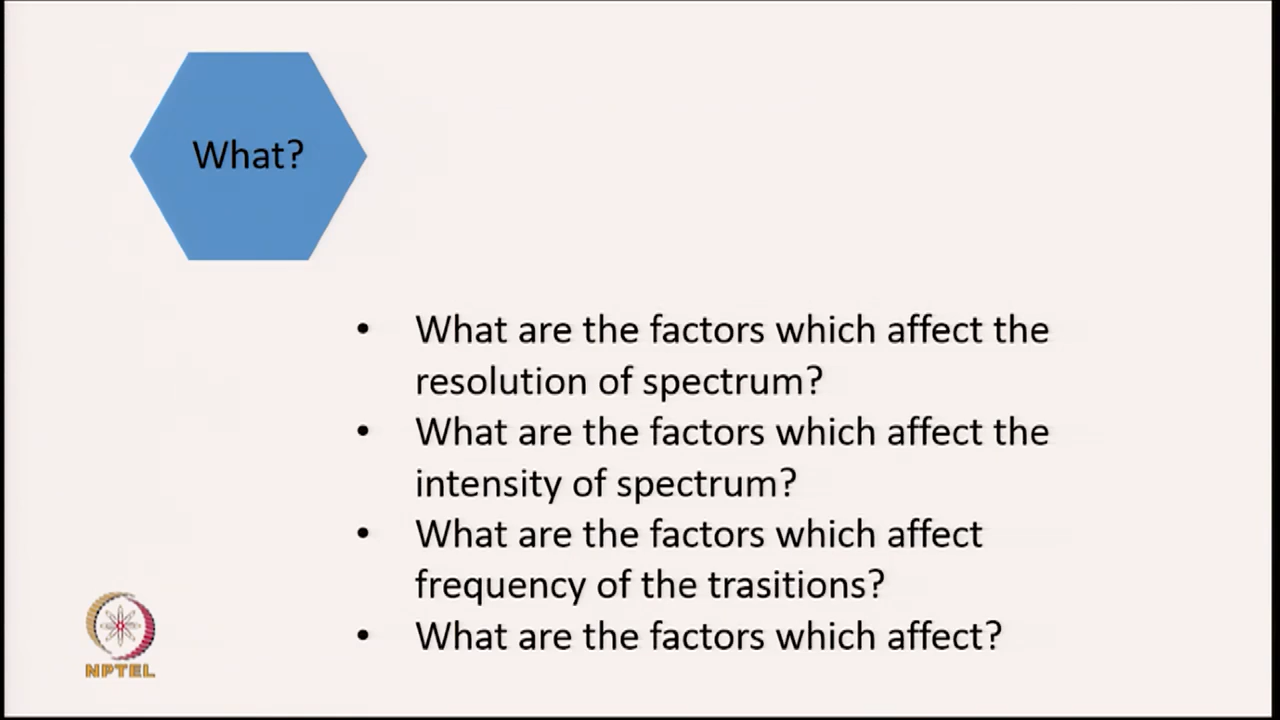 What?
• What are the factors which affect the
resolution of spectrum?
• What are the factors which affect the
intensity of spectrum?
• What are the factors which affect
frequency of the trasitions?
• What are the factors which affect?
NPTEL